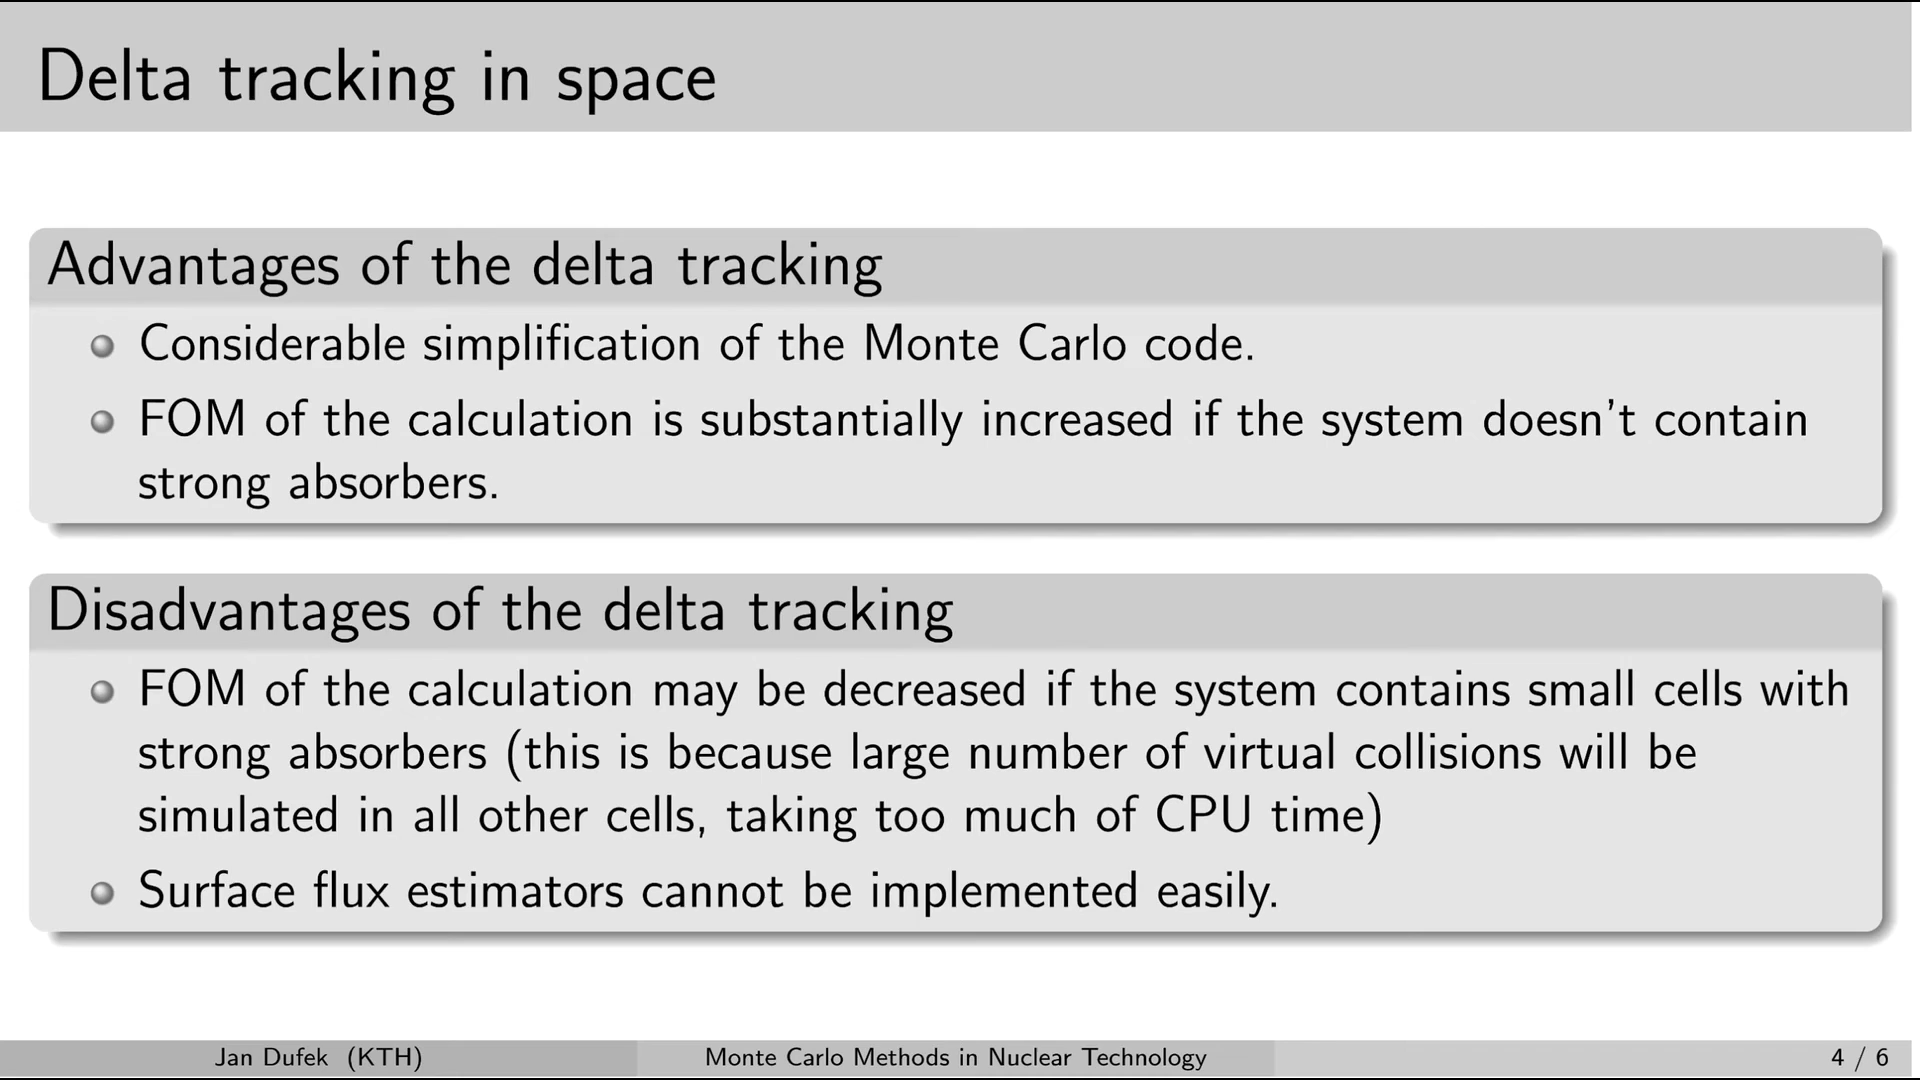 Delta tracking in space
Advantages of the delta tracking
Considerable simplification of the Monte Carlo code.
FOM of the calculation is substantially increased if the system doesn't contain
strong absorbers.
Disadvantages of the delta tracking
FOM of the calculation may be decreased if the system contains small cells with
strong absorbers (this is because large number of virtual collisions will be
simulated in all other cells, taking too much of CPU time)
Surface flux estimators cannot be implemented easily.
Jan Dufek (KTH)
Monte Carlo Methods in Nuclear Technology
4 / 6